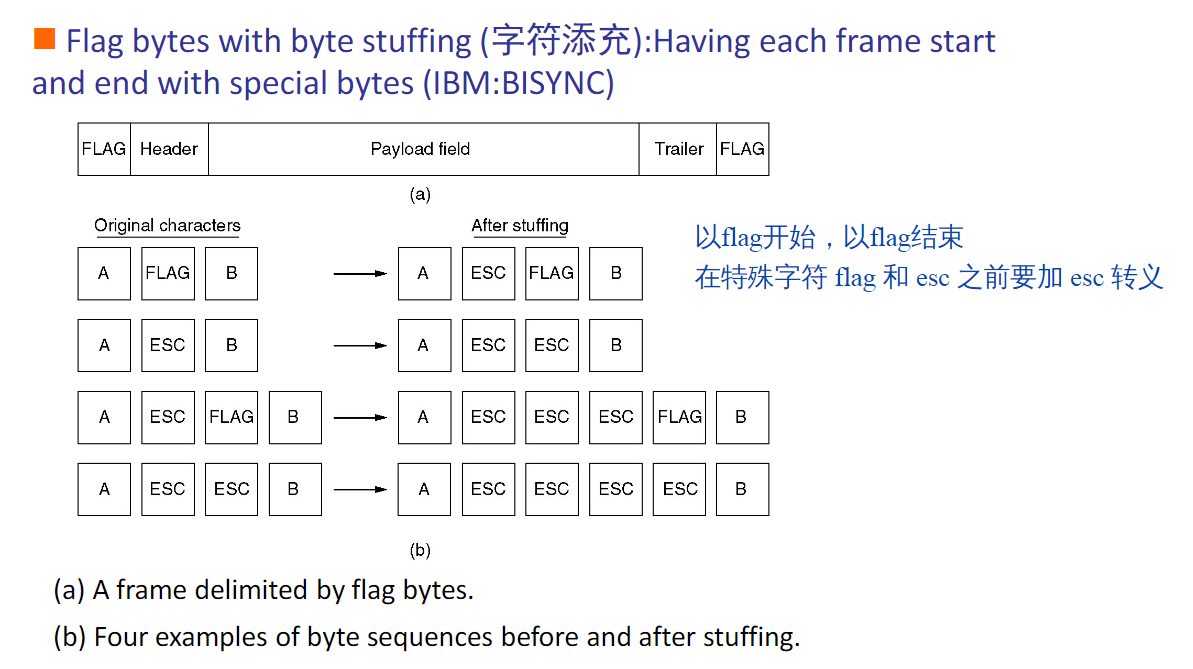 Flag bytes with byte stuffing (字符添充):Having each frame start
and end with special bytes (IBM:BISYNC)
FLAG Header Payload field Trailer FLAG
(a)
Original characters After stuffing
以flag开始，以flag结束
在特殊字符 flag 和 esc 之前要加 esc 转义
A FLAG B A ESC FLAG B
A ESC B A ESC ESC B
A ESC FLAG B A ESC ESC ESC FLAG B
A ESC ESC B A ESC ESC ESC ESC B
(b)
(a) A frame delimited by flag bytes.
(b) Four examples of byte sequences before and after stuffing.